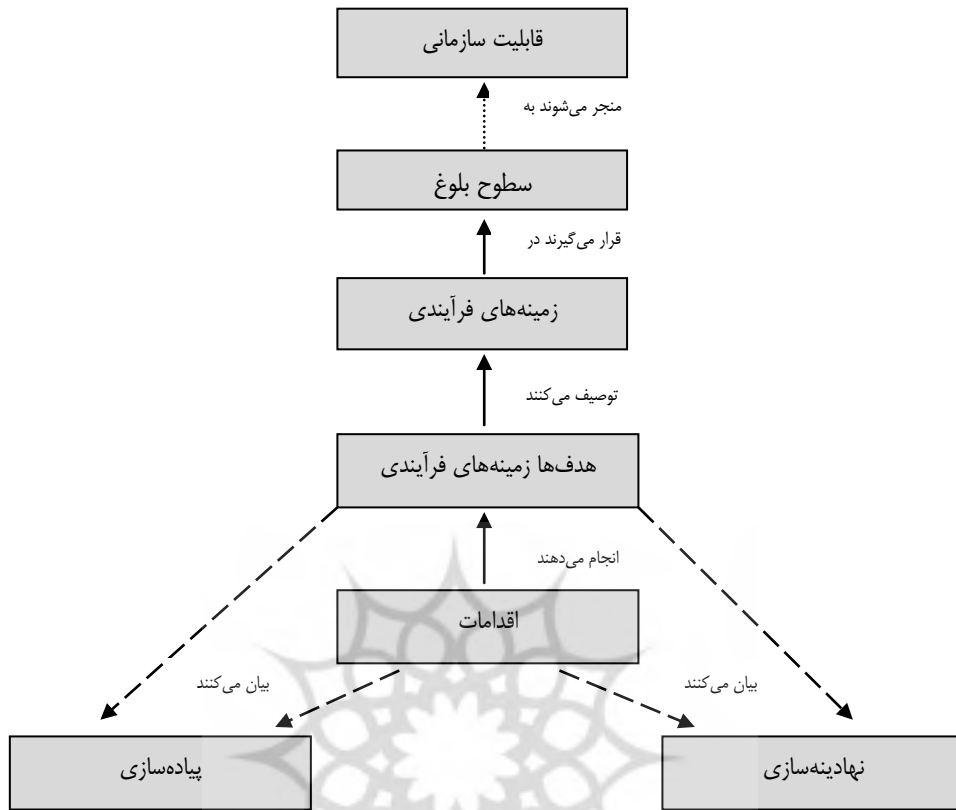 قابلیت سازمانی
منجر می‌شوند به
سطوح بلوغ
قرار می‌گیرند در
زمینه‌های فرآیندی
توصیف می‌کنند
هدف‌ها زمینه‌های فرآیندی
انجام می‌دهند
اقدامات
بیان می‌کنند
بیان می‌کنند
نهادینه‌سازی
پیاده‌سازی